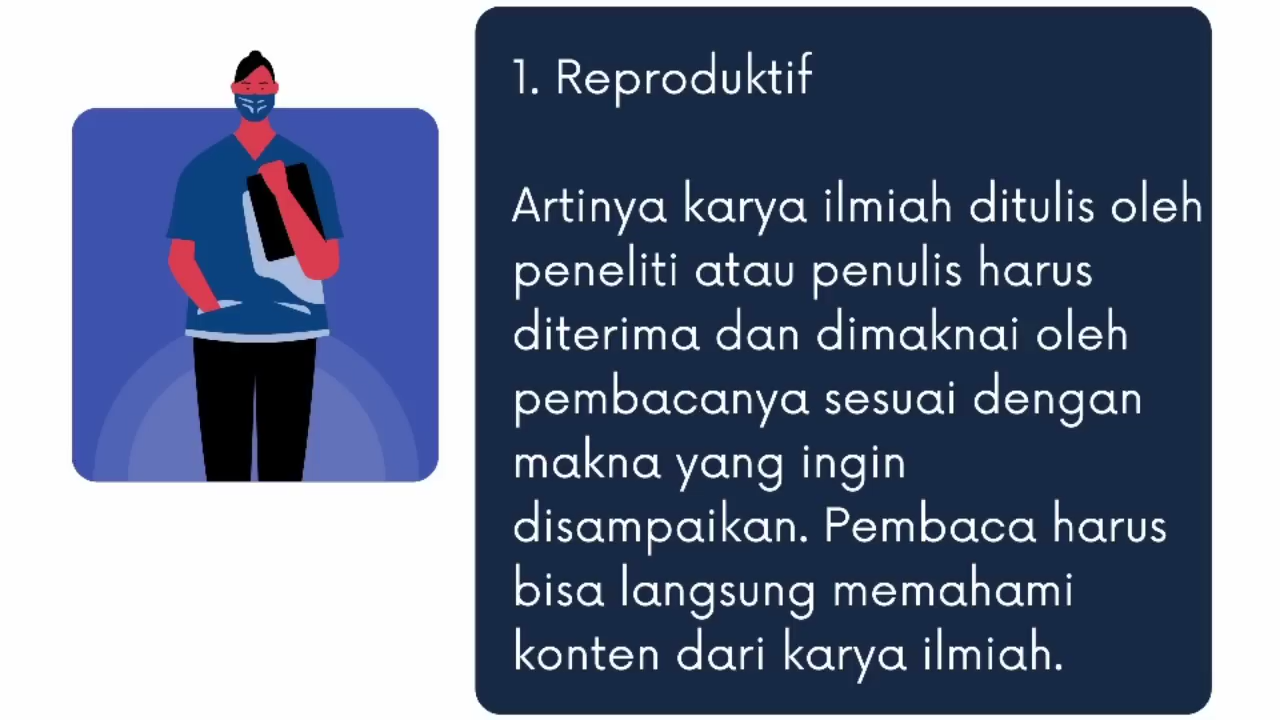 1. Reproduktif
Artinya karya ilmiah ditulis oleh
peneliti atau penulis harus
diterima dan dimaknai oleh
pembacanya sesuai dengan
makna yang ingin
disampaikan. Pembaca harus
bisa langsung memahami
konten dari karya ilmiah.